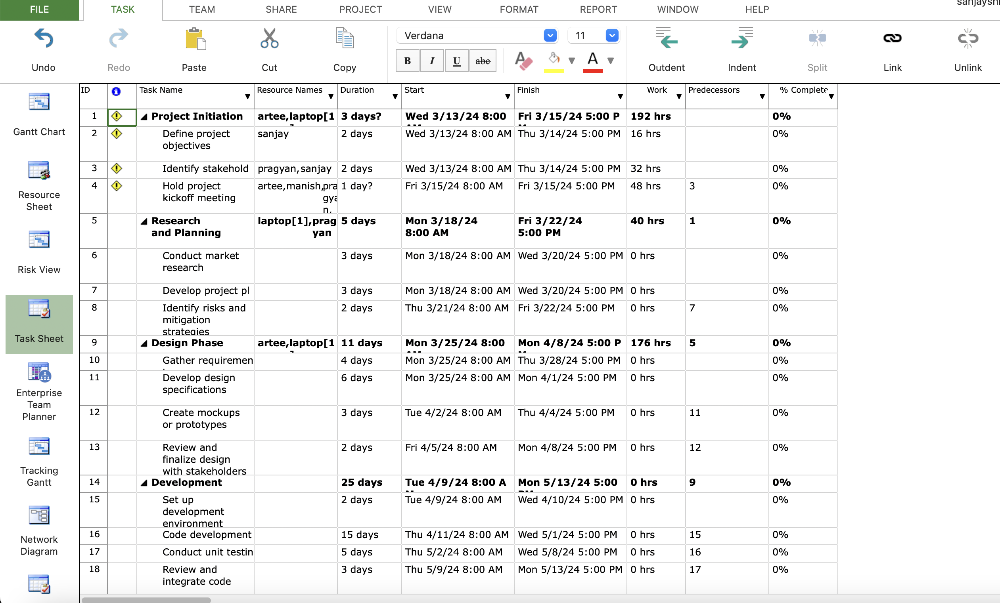 sanjaysh
FILE TASK TEAM SHARE PROJECT VIEW FORMAT REPORT WINDOW HELP
Verdana 11
B I U abc A A
Undo Redo Paste Cut Copy Outdent Indent Split Link Unlink
Gantt Chart
Resource
Sheet
Risk View
Task Sheet
Enterprise
Team
Planner
Tracking
Gantt
Network
Diagram
ID Task Name Resource Names Duration Start Finish Work Predecessors % Complete
1 Project Initiation artee,laptop[1 3 days? Wed 3/13/24 8:00 Fri 3/15/24 5:00 P 192 hrs 0%
2 Define project sanjay 2 days Wed 3/13/24 8:00 AM Thu 3/14/24 5:00 PM 16 hrs 0%
objectives
3 Identify stakehold pragyan,sanjay 2 days Wed 3/13/24 8:00 AM Thu 3/14/24 5:00 PM 32 hrs 0%
4 Hold project artee,manish,pra 1 day? Fri 3/15/24 8:00 AM Fri 3/15/24 5:00 PM 48 hrs 3 0%
kickoff meeting gya
n,
5 Research laptop[1],prag 5 days Mon 3/18/24 Fri 3/22/24 40 hrs 1 0%
and Planning yan 8:00 AM 5:00 PM
6 Conduct market 3 days Mon 3/18/24 8:00 AM Wed 3/20/24 5:00 PM 0 hrs 0%
research
7 Develop project pl 3 days Mon 3/18/24 8:00 AM Wed 3/20/24 5:00 PM 0 hrs 0%
8 Identify risks and 2 days Thu 3/21/24 8:00 AM Fri 3/22/24 5:00 PM 0 hrs 7 0%
mitigation
strategies
9 Design Phase artee,laptop[1 11 days Mon 3/25/24 8:00 Mon 4/8/24 5:00 P 176 hrs 5 0%
10 Gather requiremen 4 days Mon 3/25/24 8:00 AM Thu 3/28/24 5:00 PM 0 hrs 0%
11 Develop design 6 days Mon 3/25/24 8:00 AM Mon 4/1/24 5:00 PM 0 hrs 0%
specifications
12 Create mockups 3 days Tue 4/2/24 8:00 AM Thu 4/4/24 5:00 PM 0 hrs 11 0%
or prototypes
13 Review and 2 days Fri 4/5/24 8:00 AM Mon 4/8/24 5:00 PM 0 hrs 12 0%
finalize design
with stakeholders
14 Development 25 days Tue 4/9/24 8:00 A Mon 5/13/24 5:00 0 hrs 9 0%
15 Set up 2 days Tue 4/9/24 8:00 AM Wed 4/10/24 5:00 PM 0 hrs 0%
development
environment
16 Code development 15 days Thu 4/11/24 8:00 AM Wed 5/1/24 5:00 PM 0 hrs 15 0%
17 Conduct unit testin 5 days Thu 5/2/24 8:00 AM Wed 5/8/24 5:00 PM 0 hrs 16 0%
18 Review and 3 days Thu 5/9/24 8:00 AM Mon 5/13/24 5:00 PM 0 hrs 17 0%
integrate code